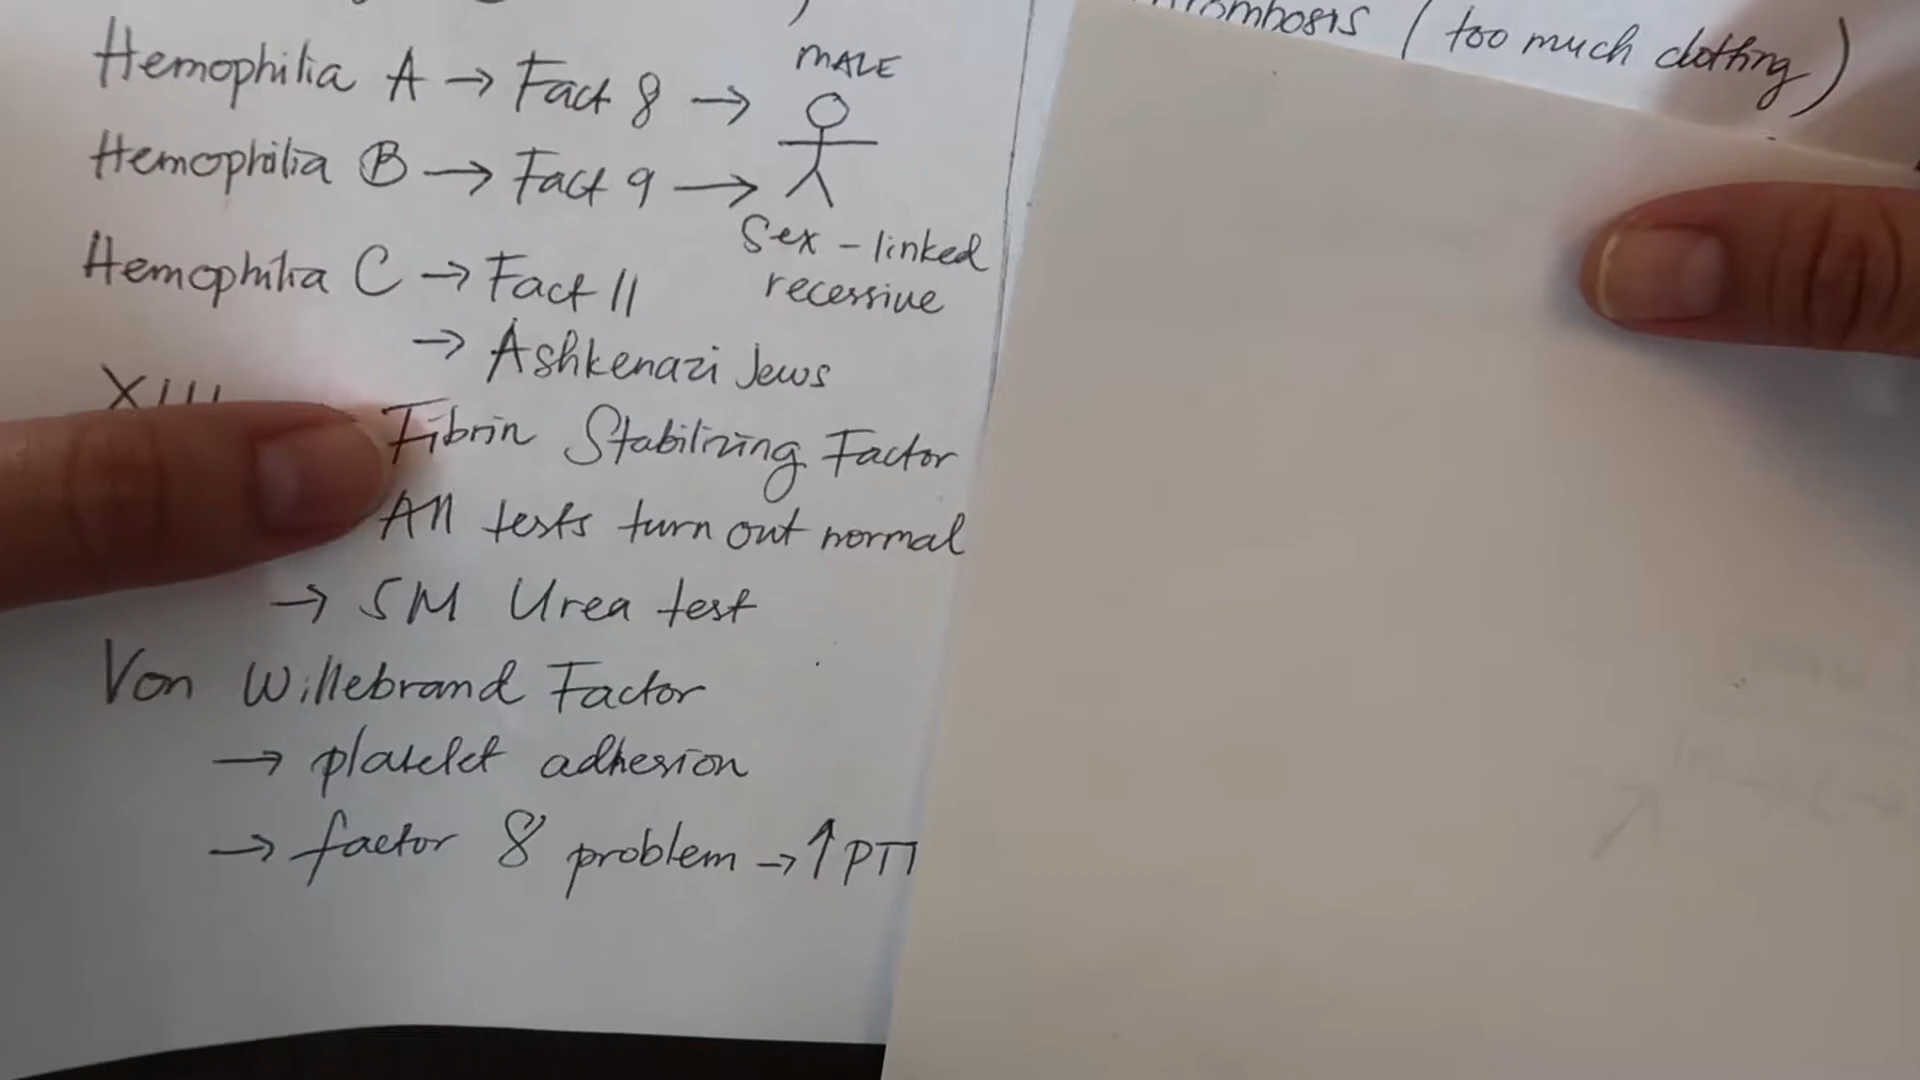 Hemophilia A → Fact 8 →
MALE
Hemophilia B → Fact 9 →
Sex-linked
recessive
Hemophilia C → Fact 11
→ Ashkenazi Jews
XIII
Fibrin Stabilizing Factor
All tests turn out normal
→ 5M Urea test
Von Willebrand Factor
→ platelet adhesion
→ factor 8 problem → ↑ PTT
(too much clotting)